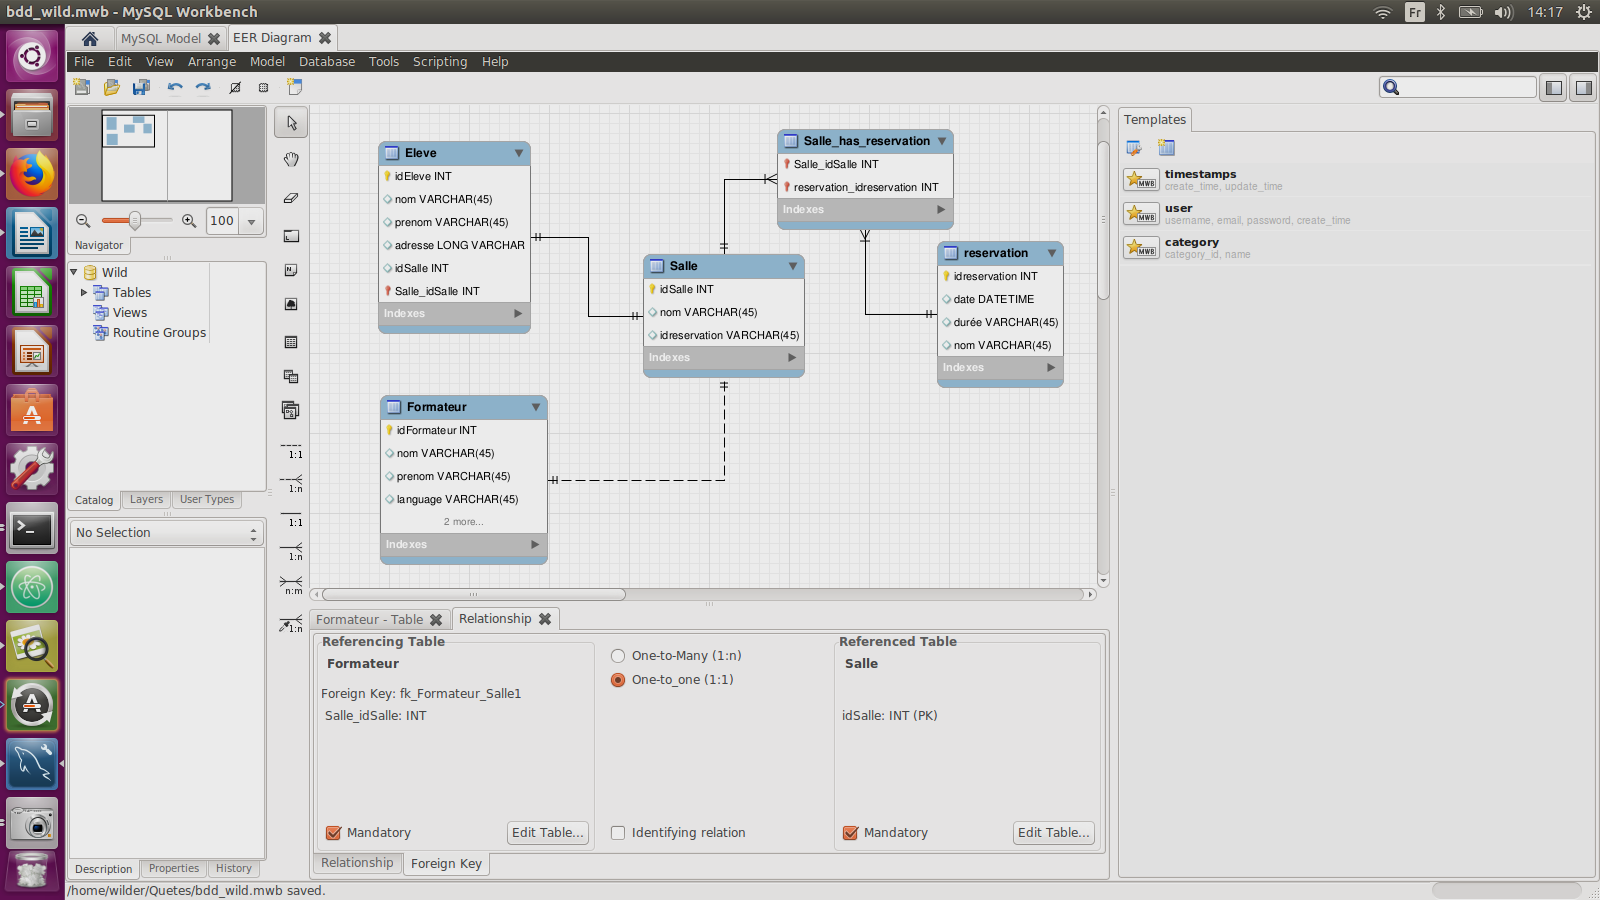 bdd_wild.mwb - MySQL Workbench
Fr
14:17
MySQL Model
EER Diagram
File Edit View Arrange Model Database Tools Scripting Help
100
Navigator
Wild
Tables
Views
Routine Groups
Catalog Layers User Types
No Selection
Description Properties History
1:1
1:n
1:1
1:n
n:m
1:n
Eleve
idEleve INT
nom VARCHAR(45)
prenom VARCHAR(45)
adresse LONG VARCHAR
idSalle INT
Salle_idSalle INT
Indexes
Formateur
idFormateur INT
nom VARCHAR(45)
prenom VARCHAR(45)
language VARCHAR(45)
2 more...
Indexes
Salle
idSalle INT
nom VARCHAR(45)
idreservation VARCHAR(45)
Indexes
Salle_has_reservation
Salle_idSalle INT
reservation_idreservation INT
Indexes
reservation
idreservation INT
date DATETIME
durée VARCHAR(45)
nom VARCHAR(45)
Indexes
Templates
timestamps
create_time, update_time
user
username, email, password, create_time
category
category_id, name
MWB
MWB
MWB
Formateur - Table
Relationship
Referencing Table
Formateur
Foreign Key: fk_Formateur_Salle1
Salle_idSalle: INT
Mandatory
Edit Table...
One-to-Many (1:n)
One-to_one (1:1)
Identifying relation
Referenced Table
Salle
idSalle: INT (PK)
Mandatory
Edit Table...
Relationship Foreign Key
/home/wilder/Quetes/bdd_wild.mwb saved.